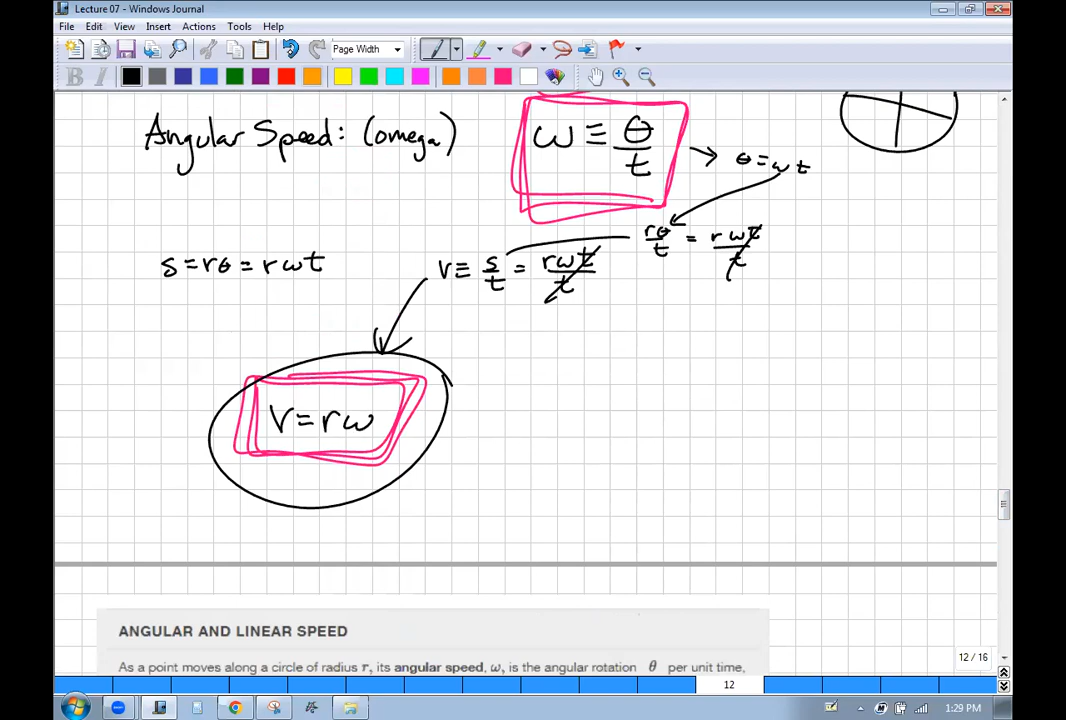 Lecture 07 - Windows Journal
File Edit View Insert Actions Tools Help
Page Width
B I
Angular Speed: (omega)
ω ≡ θ/t → θ = ωt
s = rθ = rωt
v ≡ s/t = rωt/t
rθ/t = rωt/t
v = rω
ANGULAR AND LINEAR SPEED
As a point moves along a circle of radius r, its angular speed, ω, is the angular rotation θ per unit time,
12 / 16
12
1:29 PM